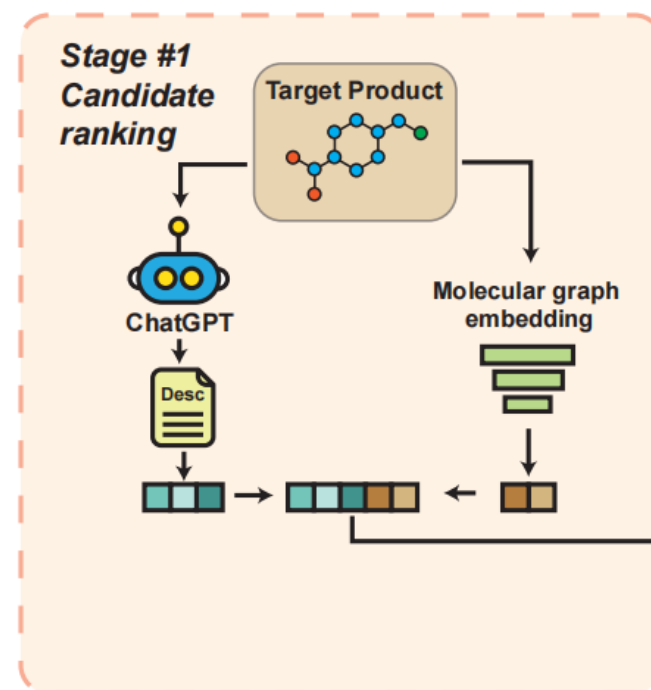 Stage #1
Candidate
ranking
Target Product
ChatGPT
Desc
Molecular graph
embedding